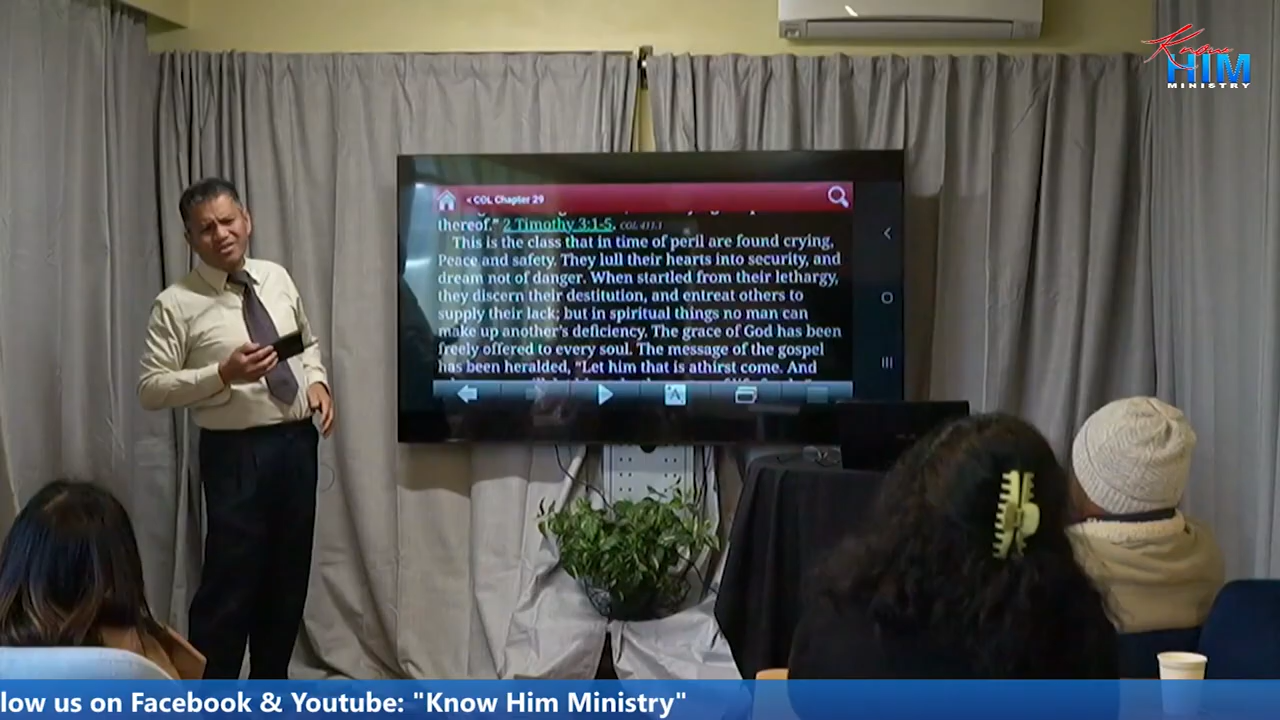 Know
HIM
MINISTRY
< COL Chapter 29
thereof." 2 Timothy 3:1-5. COL 411.1
This is the class that in time of peril are found crying,
Peace and safety. They lull their hearts into security, and
dream not of danger. When startled from their lethargy,
they discern their destitution, and entreat others to
supply their lack; but in spiritual things no man can
make up another's deficiency. The grace of God has been
freely offered to every soul. The message of the gospel
has been heralded, "Let him that is athirst come. And
A
low us on Facebook & Youtube: "Know Him Ministry"